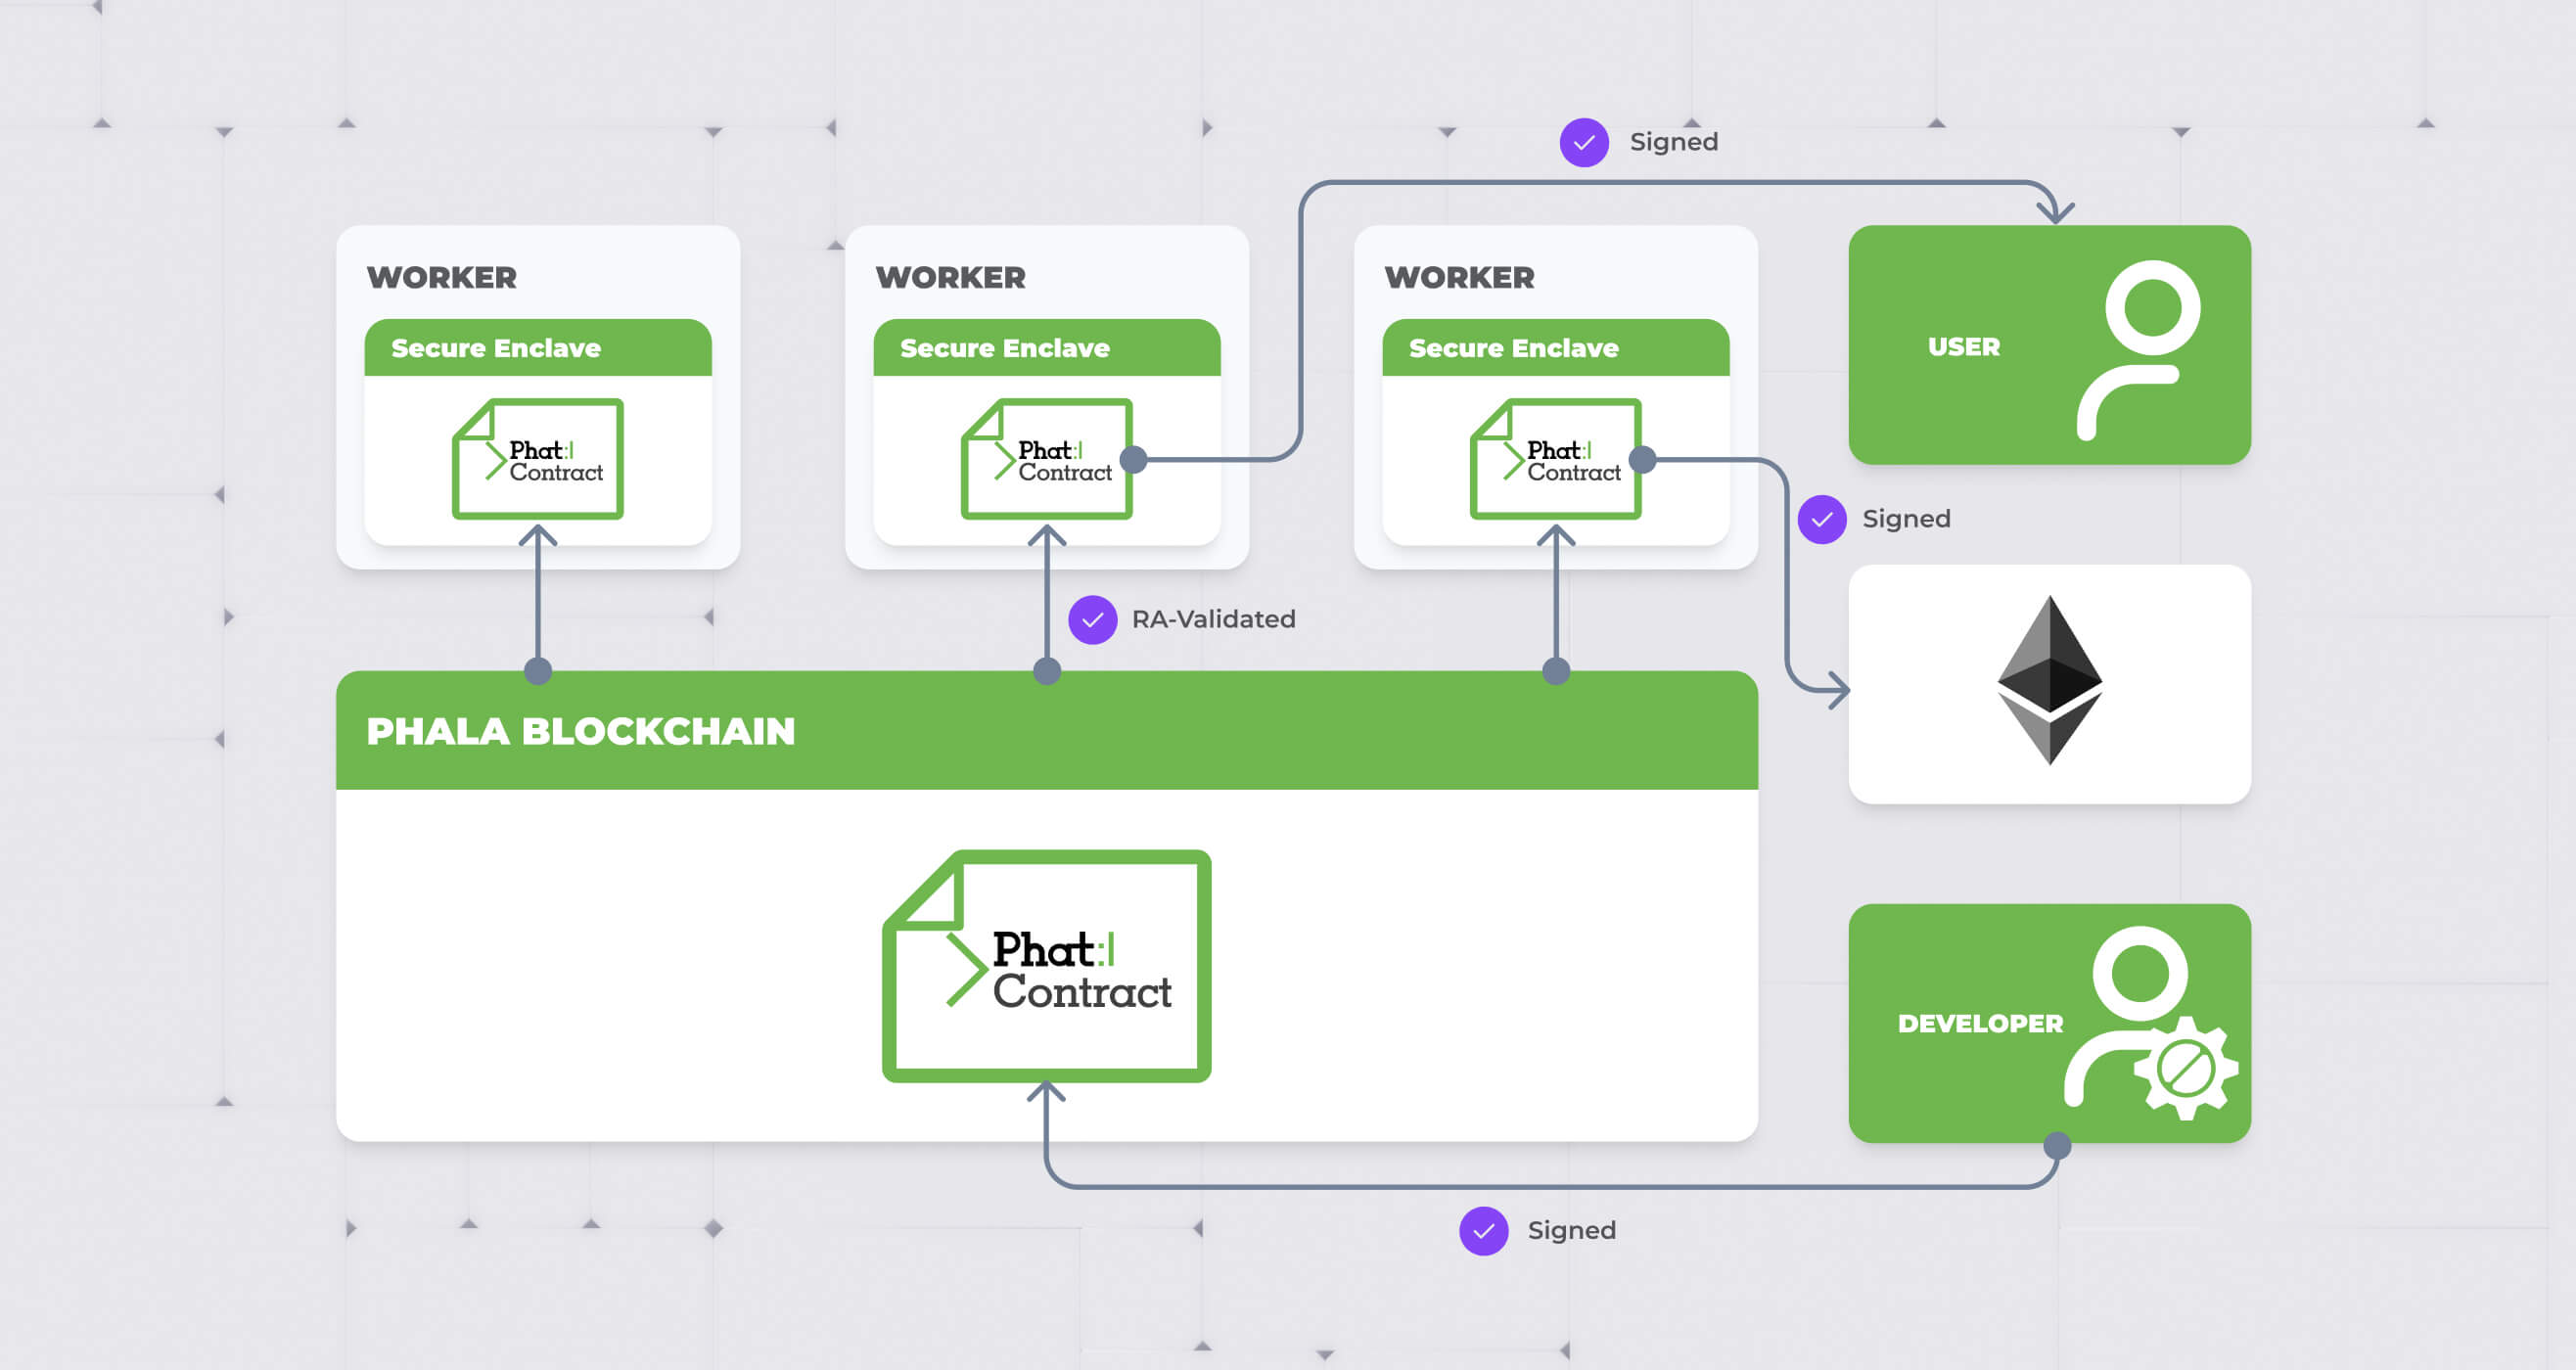 Signed
WORKER
Secure Enclave
Phat
Contract
WORKER
Secure Enclave
Phat
Contract
WORKER
Secure Enclave
Phat
Contract
USER
Signed
RA-Validated
PHALA BLOCKCHAIN
Phat
Contract
DEVELOPER
Signed